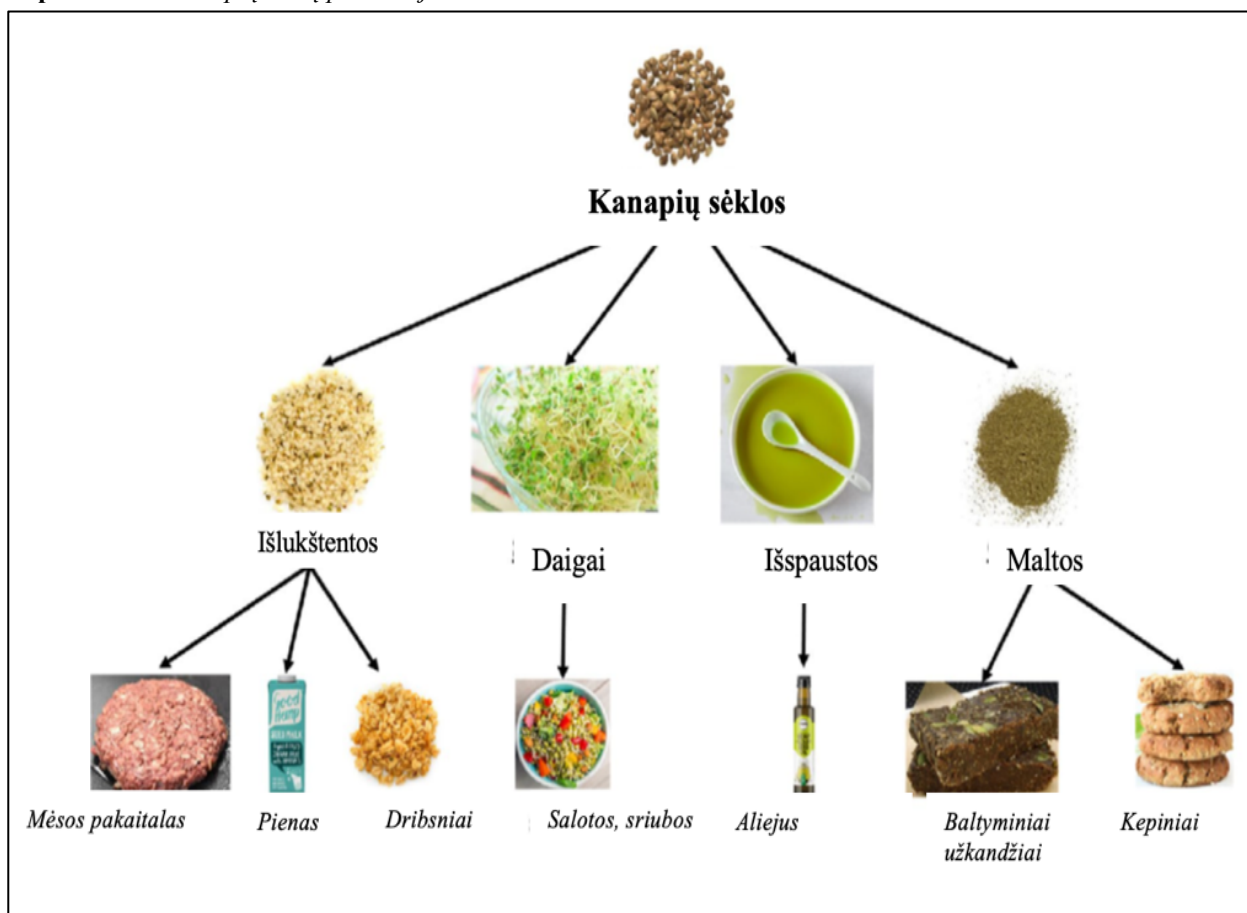 Kanapių sėklos
Išlukštentos
Daigai
Išspaustos
Maltos
Mėsos pakaitalas
Pienas
Dribsniai
Salotos, sriubos
Aliejus
Baltyminiai
užkandžiai
Kepiniai